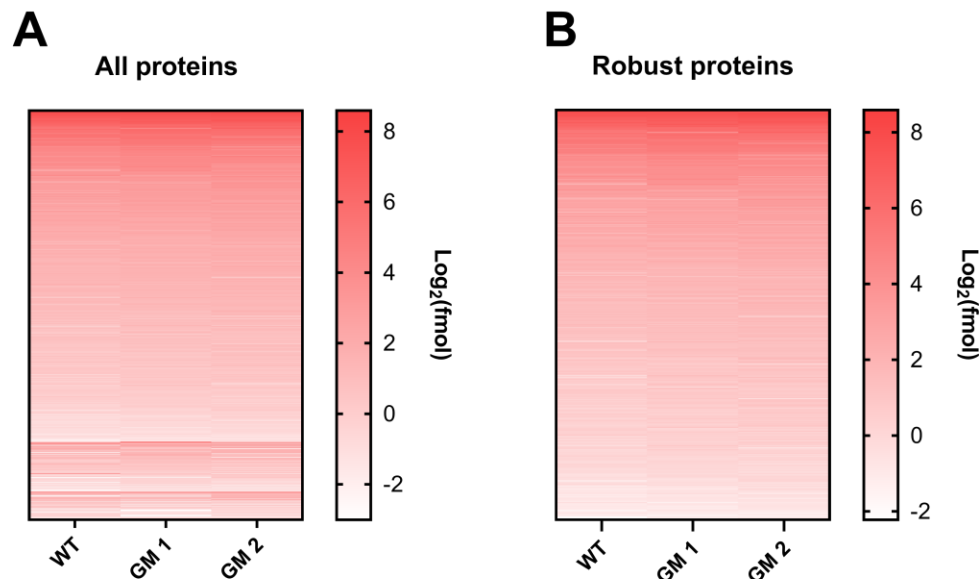 A
All proteins
8
6
4
2
0
-2
Log₂(fmol)
WT
GM 1
GM 2
B
Robust proteins
8
6
4
2
0
-2
Log₂(fmol)
WT
GM 1
GM 2